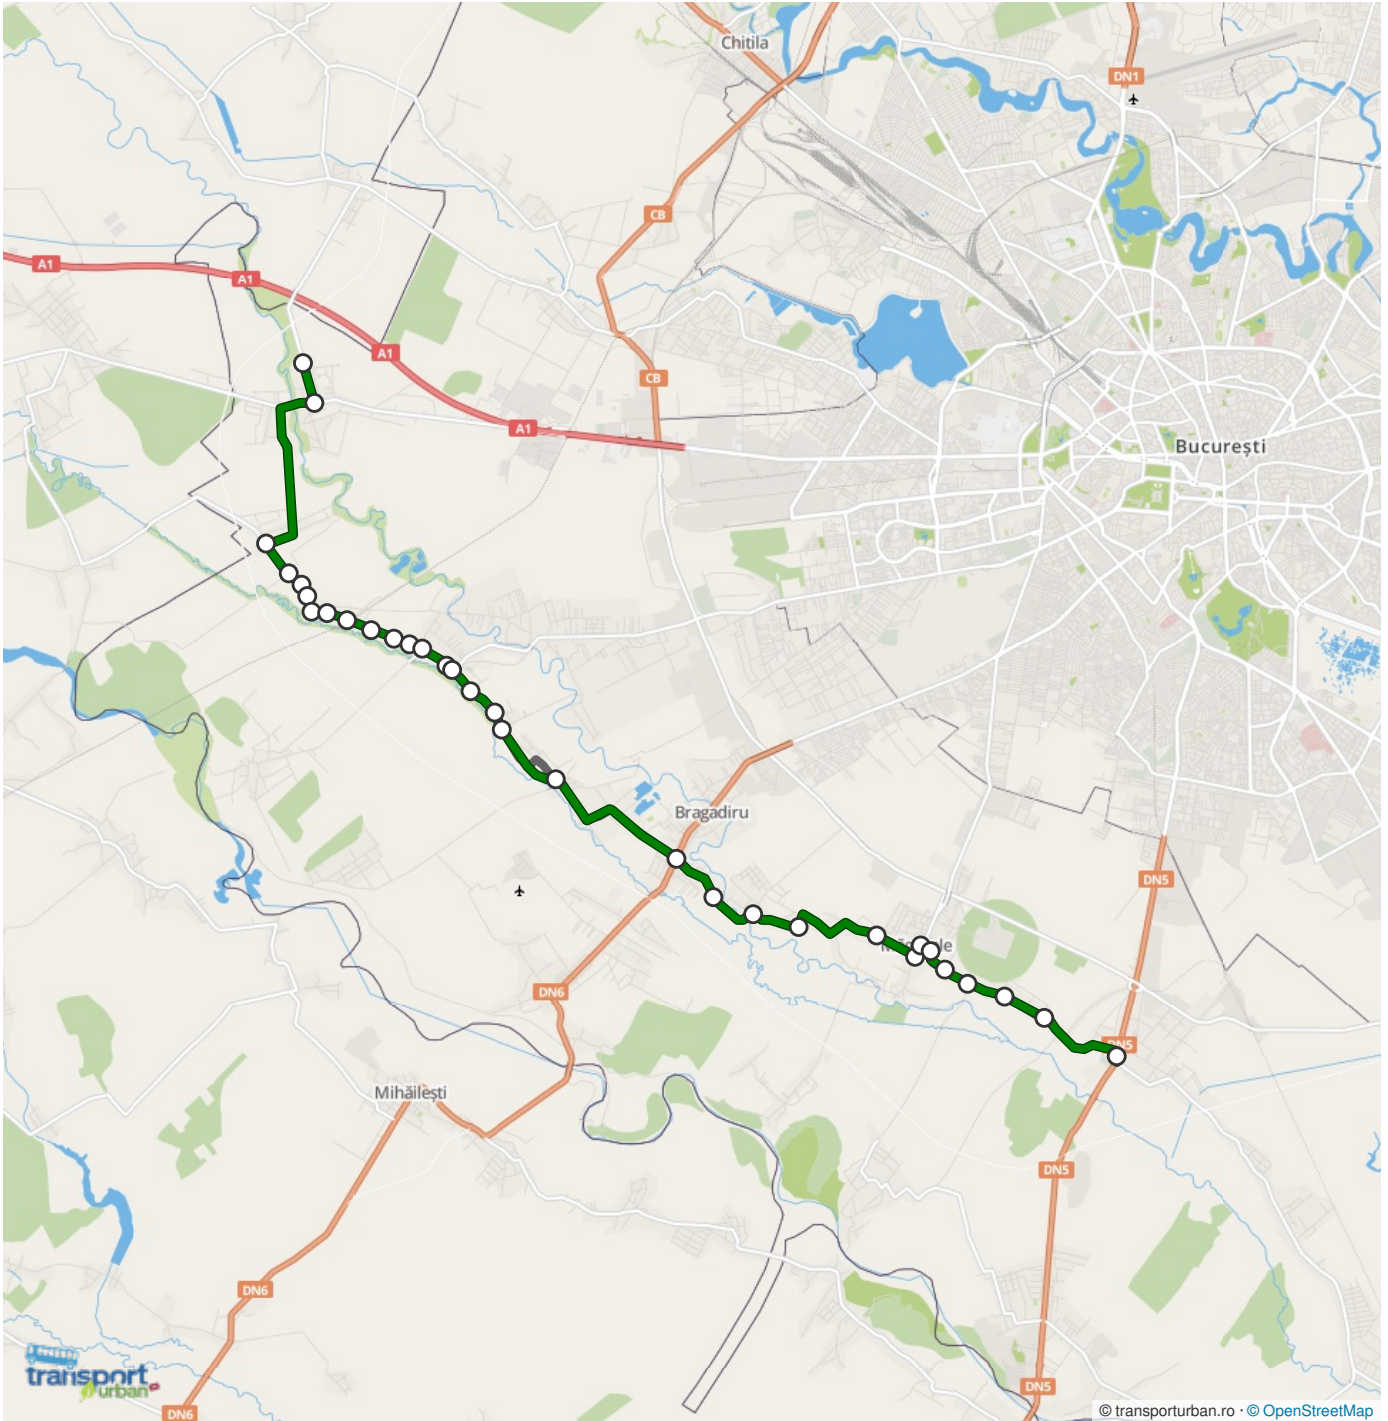 Chitila
DN1
CB
A1
A1
A1
CB
A1
București
Bragadiru
DN5
DN6
DN5
Mihăilești
DN5
DN6
DN5
DN6
transport
urban
© transporturban.ro · © OpenStreetMap